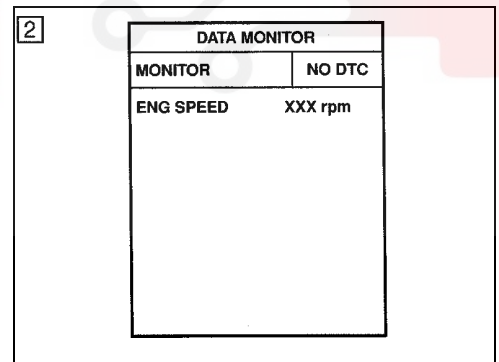 2
DATA MONITOR
MONITOR NO DTC
ENG SPEED XXX rpm